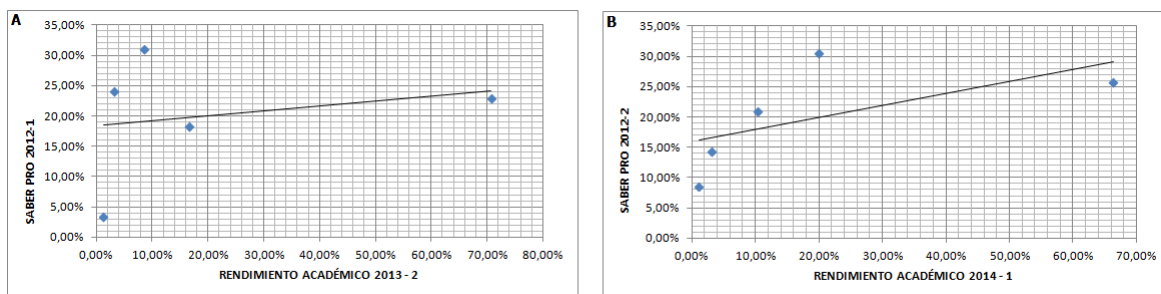 A
SABER PRO 2012-1
35,00%
30,00%
25,00%
20,00%
15,00%
10,00%
5,00%
0,00%
0,00% 10,00% 20,00% 30,00% 40,00% 50,00% 60,00% 70,00% 80,00%
RENDIMIENTO ACADÉMICO 2013 - 2
B
SABER PRO 2012-2
35,00%
30,00%
25,00%
20,00%
15,00%
10,00%
5,00%
0,00%
0,00% 10,00% 20,00% 30,00% 40,00% 50,00% 60,00% 70,00%
RENDIMIENTO ACADÉMICO 2014 - 1